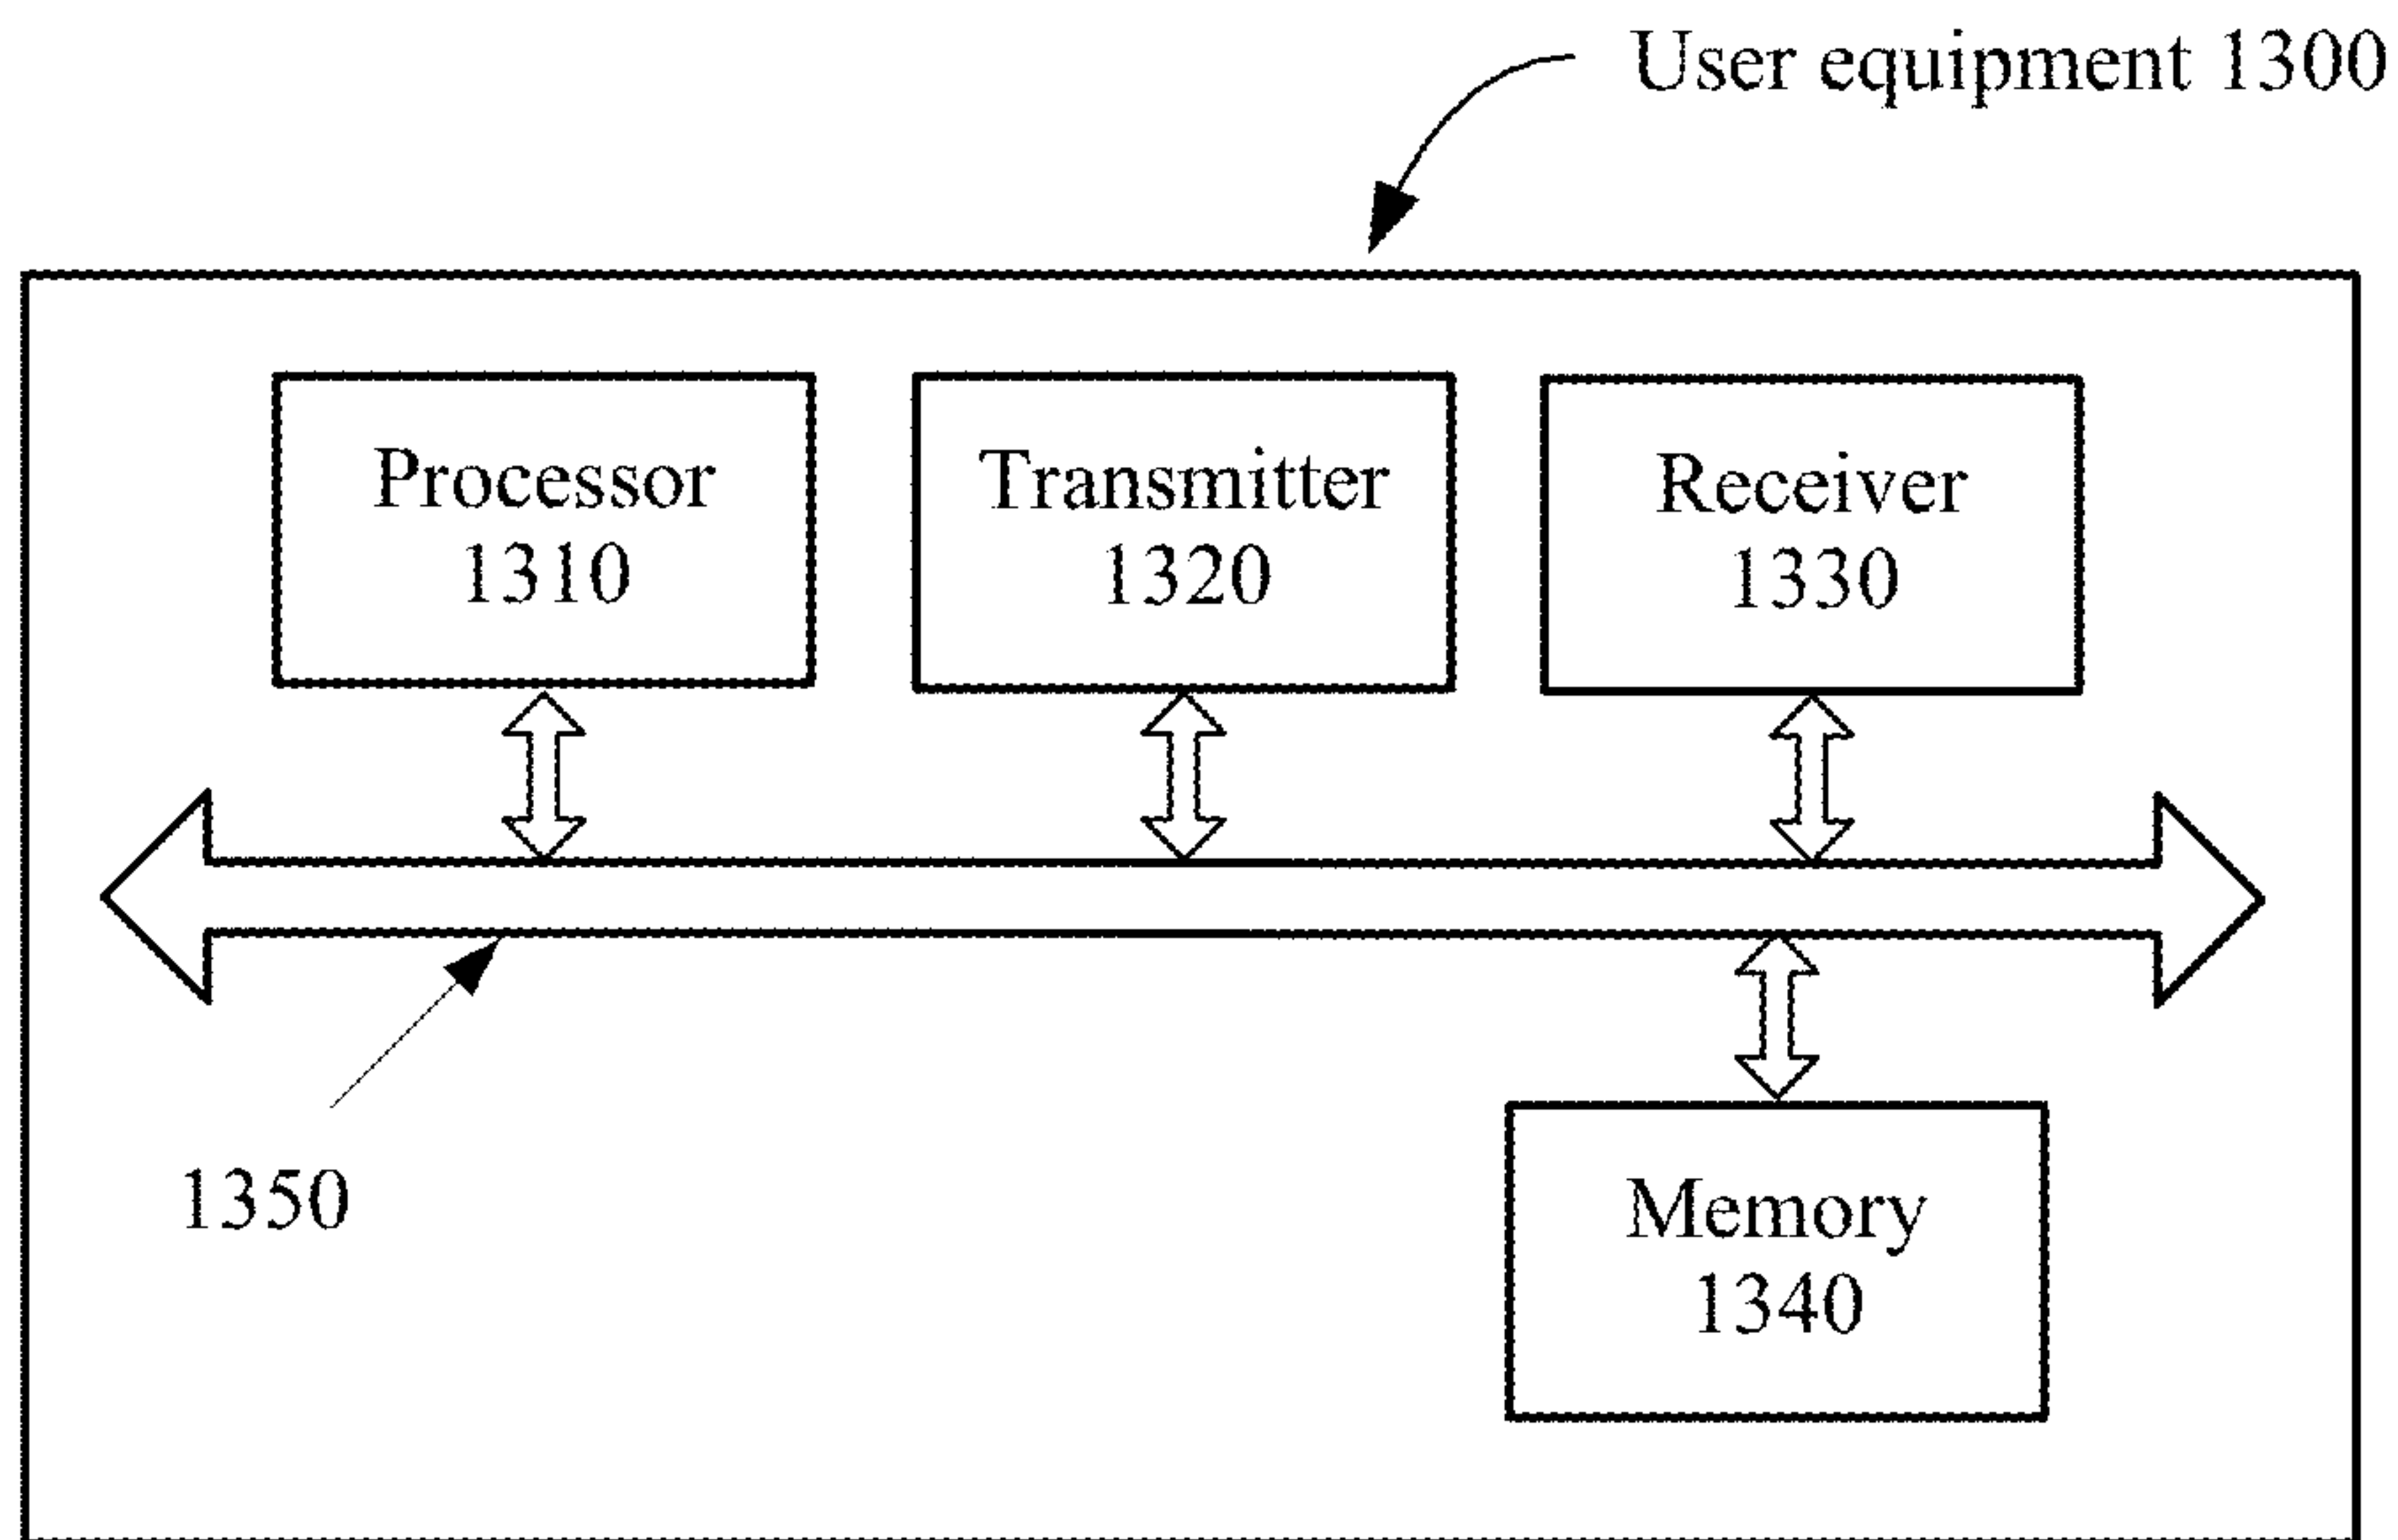 User equipment 1300
Processor
1310
Transmitter
1320
Receiver
1330
1350
Memory
1340